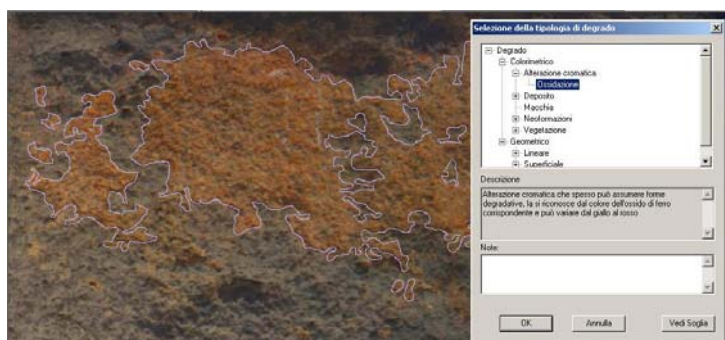 Selezione della tipologia di degrado
Degrado
Colorimetrico
Alterazione cromatica
Ossidazione
Deposito
Macchia
Neoformazioni
Vegetazione
Geometrico
Lineare
Superficiale
Descrizione
Alterazione cromatica che spesso può assumere forme
degradative, la si riconosce dal colore dell'ossido di ferro
corrispondente e può variare dal giallo al rosso
Note:
OK
Annulla
Vedi Soglia